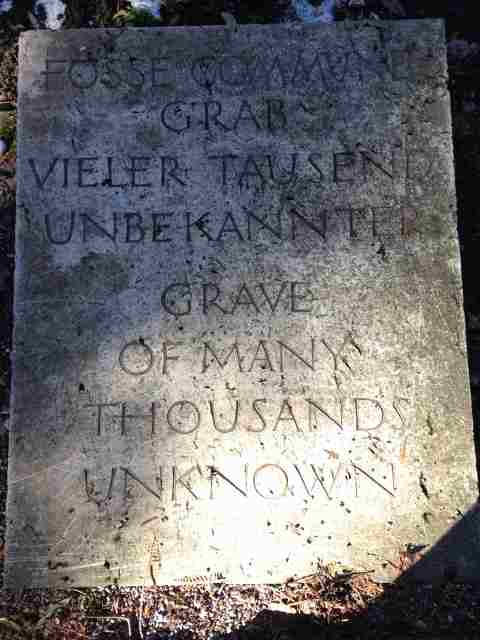 FOSSE COMMUNE
GRAB
VIELER TAUSEND
UNBEKANNTER
GRAVE
OF MANY
THOUSANDS
UNKNOWN